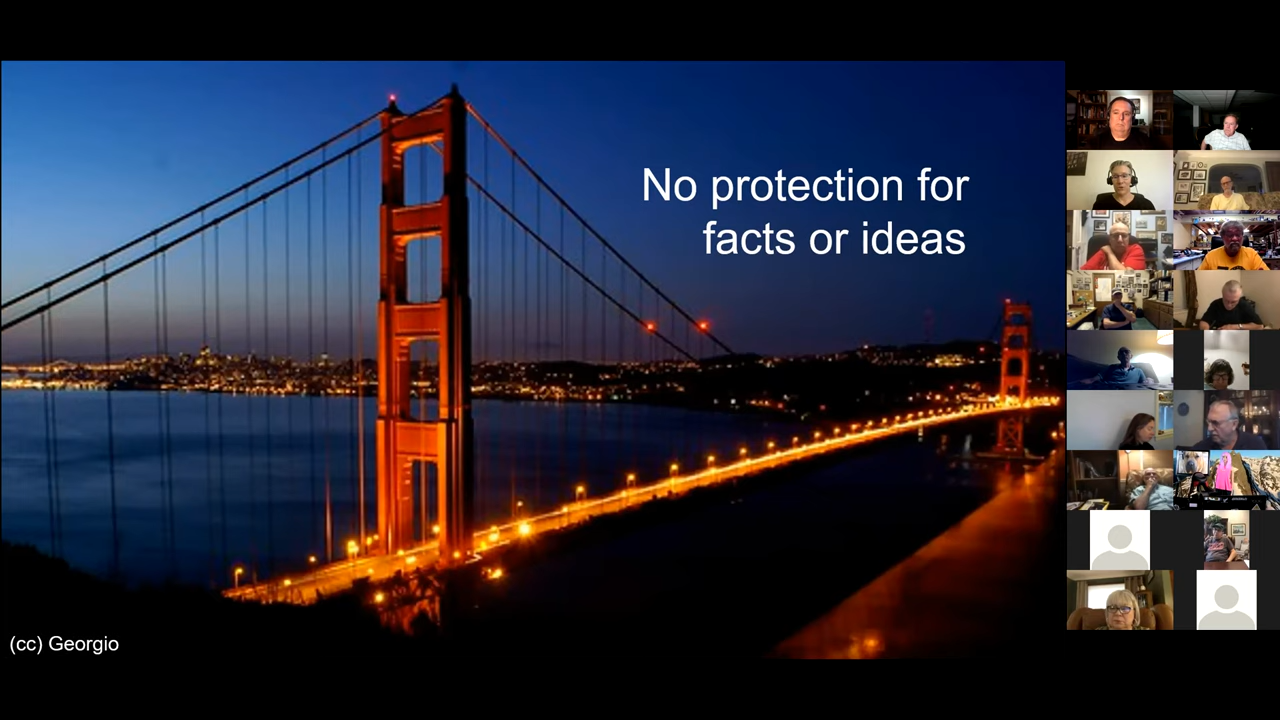 No protection for
facts or ideas
(cc) Georgio